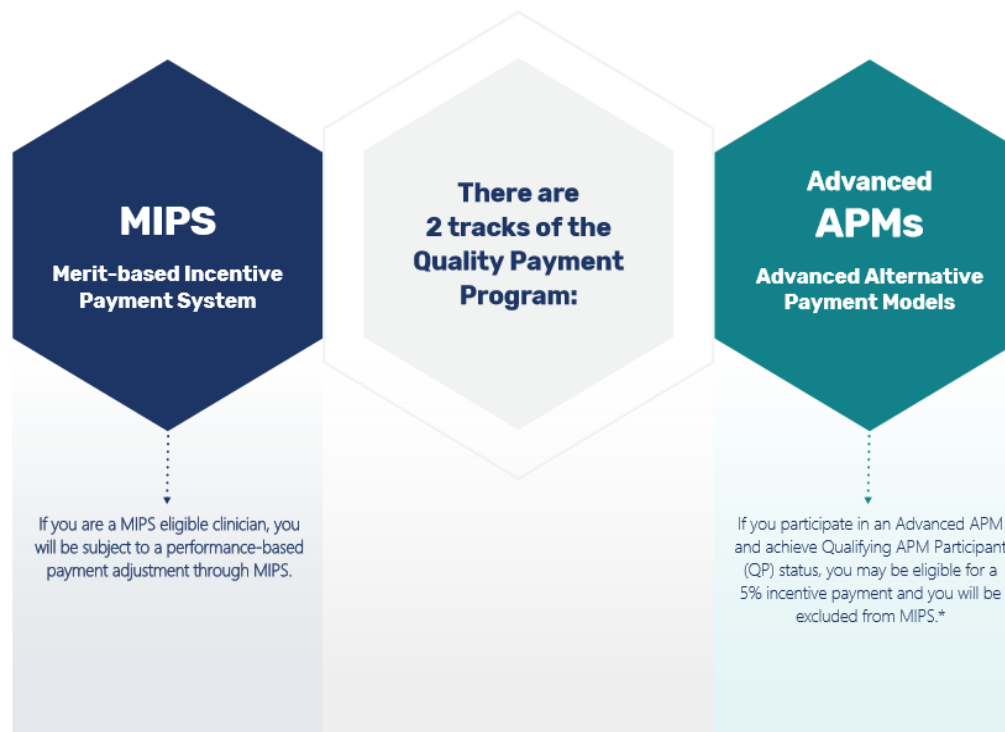 There are
2 tracks of the
Quality Payment
Program:
MIPS
Merit-based Incentive
Payment System
If you are a MIPS eligible clinician, you
will be subject to a performance-based
payment adjustment through MIPS.
Advanced
APMs
Advanced Alternative
Payment Models
If you participate in an Advanced APM
and achieve Qualifying APM Participant
(QP) status, you may be eligible for a
5% incentive payment and you will be
excluded from MIPS.*